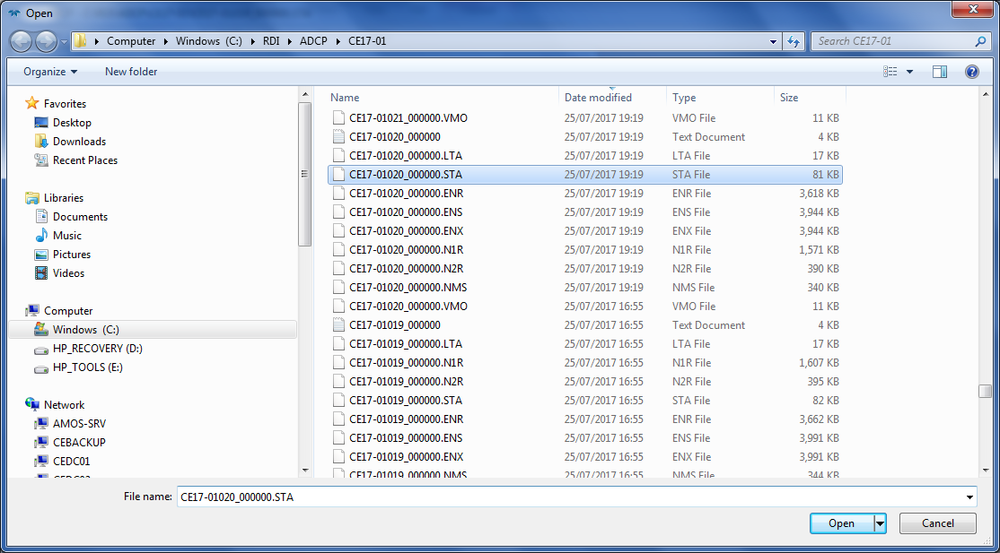 Open
Computer Windows (C:) RDI ADCP CE17-01
Search CE17-01
Organize New folder
Favorites
Desktop
Downloads
Recent Places
Libraries
Documents
Music
Pictures
Videos
Computer
Windows (C:)
HP_RECOVERY (D:)
HP_TOOLS (E:)
Network
AMOS-SRV
CEBACKUP
CEDC01
Name Date modified Type Size
CE17-01021_000000.VMO 25/07/2017 19:19 VMO File 11 KB
CE17-01020_000000 25/07/2017 19:19 Text Document 4 KB
CE17-01020_000000.LTA 25/07/2017 19:19 LTA File 17 KB
CE17-01020_000000.STA 25/07/2017 19:19 STA File 81 KB
CE17-01020_000000.ENR 25/07/2017 19:19 ENR File 3,618 KB
CE17-01020_000000.ENS 25/07/2017 19:19 ENS File 3,944 KB
CE17-01020_000000.ENX 25/07/2017 19:19 ENX File 3,944 KB
CE17-01020_000000.N1R 25/07/2017 19:19 N1R File 1,571 KB
CE17-01020_000000.N2R 25/07/2017 19:19 N2R File 390 KB
CE17-01020_000000.NMS 25/07/2017 19:19 NMS File 340 KB
CE17-01020_000000.VMO 25/07/2017 16:55 VMO File 11 KB
CE17-01019_000000 25/07/2017 16:55 Text Document 4 KB
CE17-01019_000000.LTA 25/07/2017 16:55 LTA File 17 KB
CE17-01019_000000.N1R 25/07/2017 16:55 N1R File 1,607 KB
CE17-01019_000000.N2R 25/07/2017 16:55 N2R File 395 KB
CE17-01019_000000.STA 25/07/2017 16:55 STA File 82 KB
CE17-01019_000000.ENR 25/07/2017 16:55 ENR File 3,662 KB
CE17-01019_000000.ENS 25/07/2017 16:55 ENS File 3,991 KB
CE17-01019_000000.ENX 25/07/2017 16:55 ENX File 3,991 KB
CE17-01019_000000.NMS 25/07/2017 16:55 NMS File 344 KB
File name: CE17-01020_000000.STA
Open Cancel